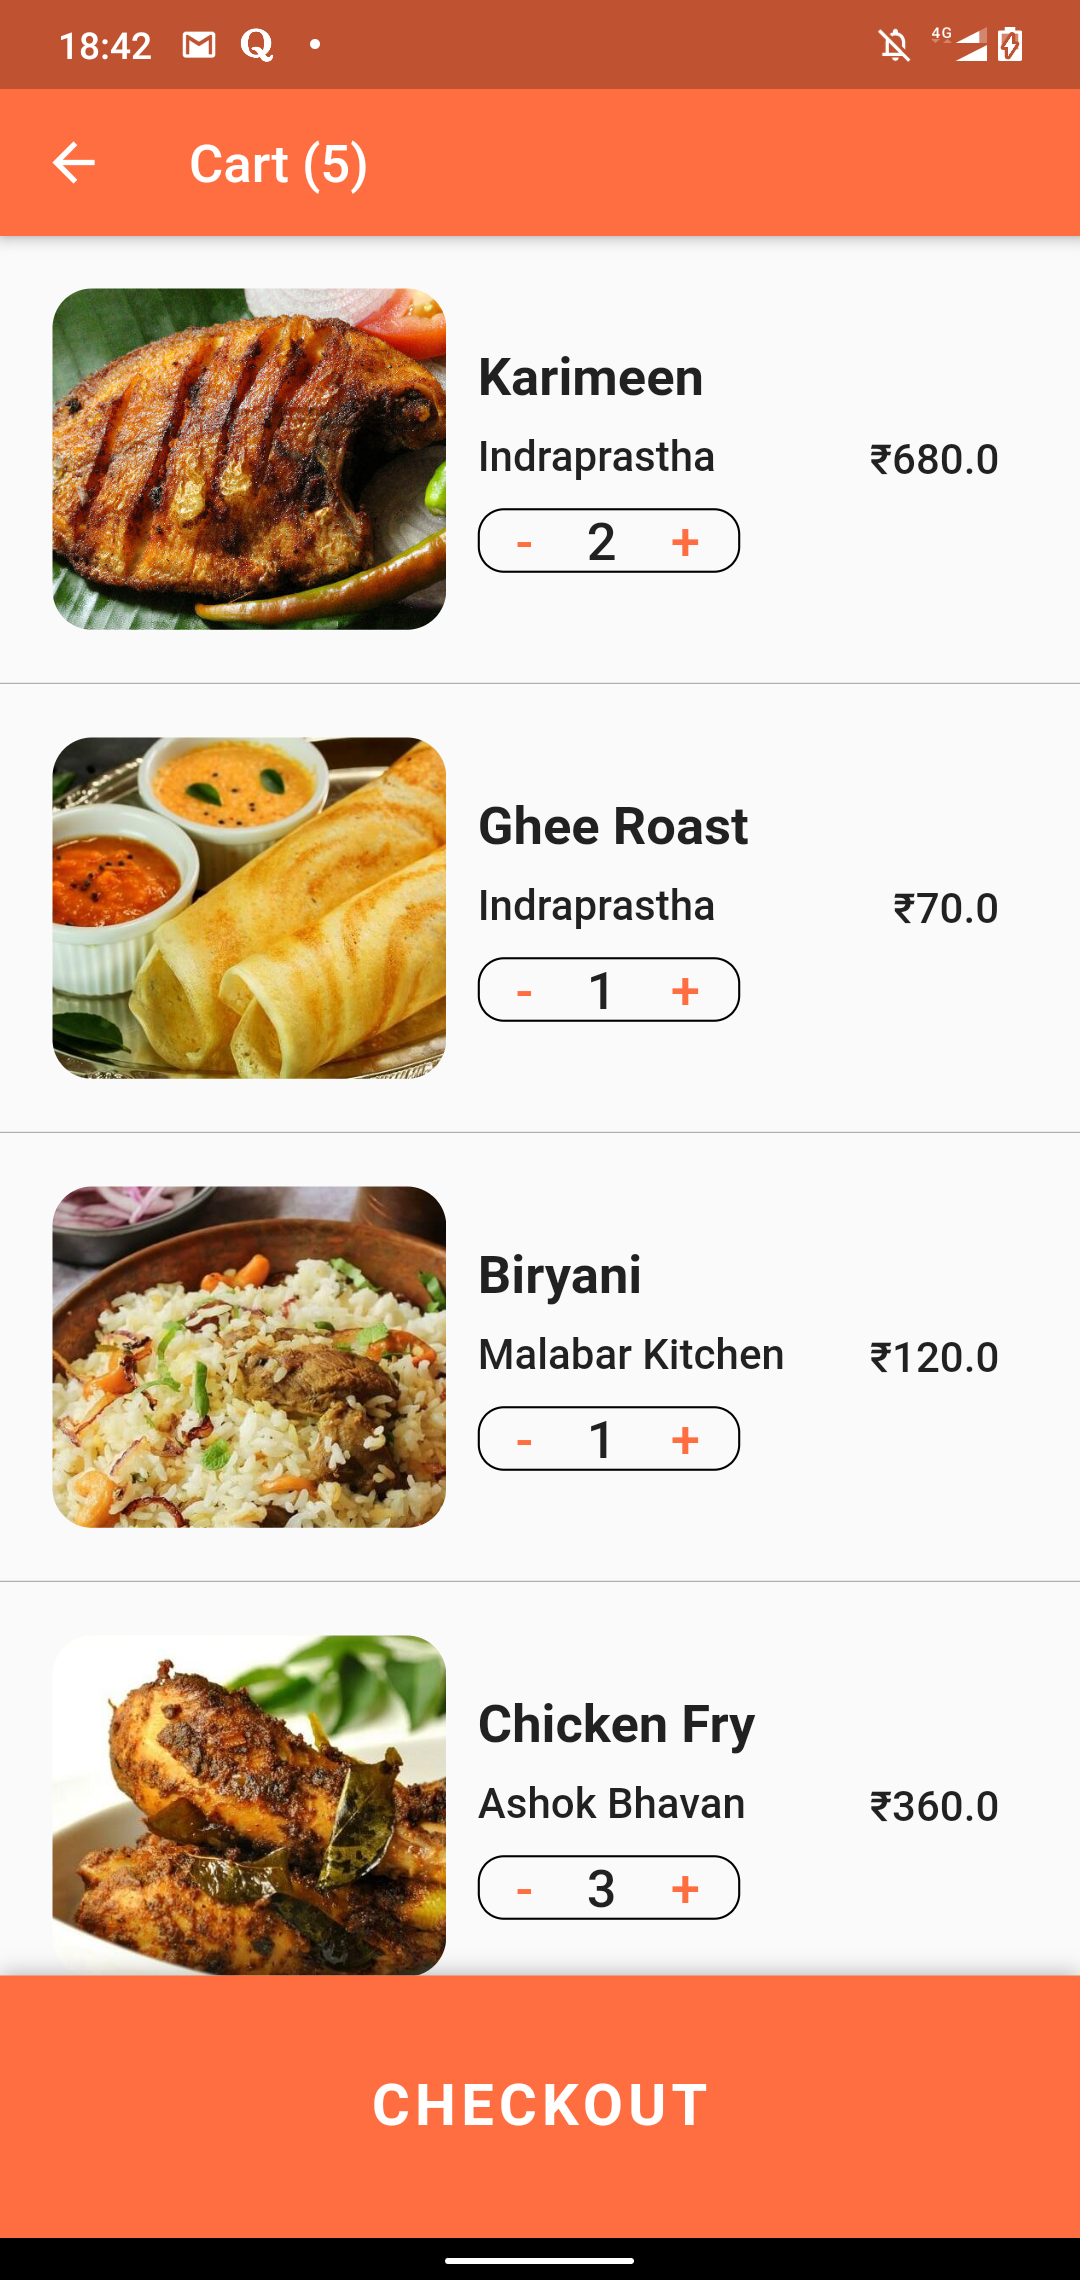 18:42
4G
Cart (5)
Karimeen
Indraprastha
₹680.0
- 2 +
Ghee Roast
Indraprastha
₹70.0
- 1 +
Biryani
Malabar Kitchen
₹120.0
- 1 +
Chicken Fry
Ashok Bhavan
₹360.0
- 3 +
CHECKOUT